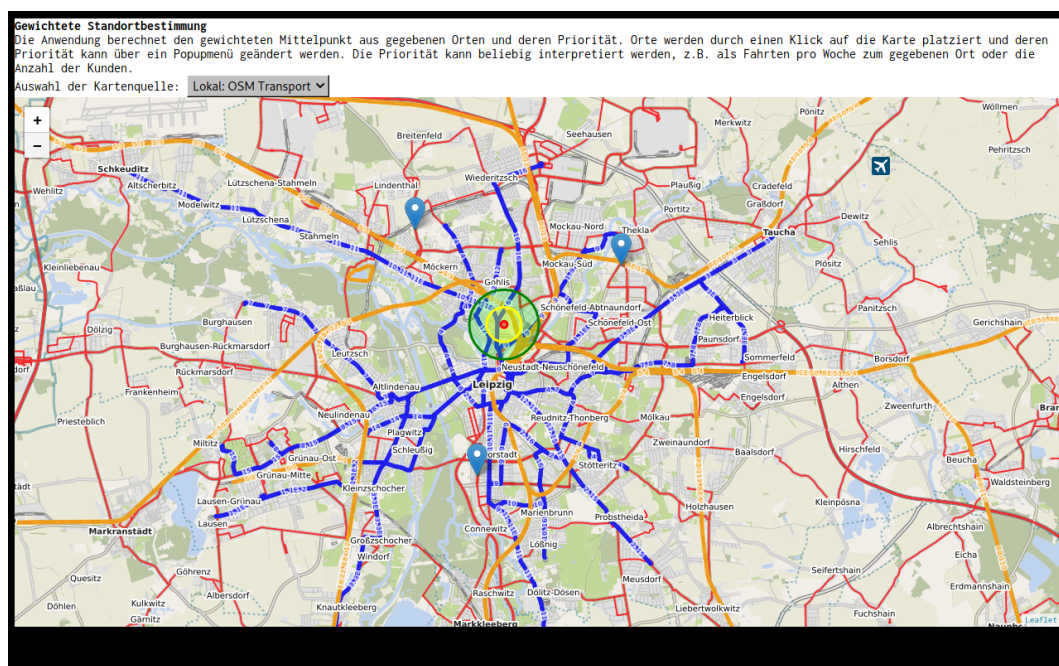 Gewichtete Standortbestimmung
Die Anwendung berechnet den gewichteten Mittelpunkt aus gegebenen Orten und deren Priorität. Orte werden durch einen Klick auf die Karte platziert und deren
Priorität kann über ein Popupmenü geändert werden. Die Priorität kann beliebig interpretiert werden, z.B. als Fahrten pro Woche zum gegebenen Ort oder die
Anzahl der Kunden.
Auswahl der Kartenquelle: Lokal: OSM Transport
+
−
Wöllmen
Pönitz
Merkwitz
Seehausen
Breitenfeld
Pehritzsch
Schkeuditz
Wiederitzsch
Altscherbitz
Lützschena-Stahmeln
Lindenthal
Plaußig
Cradefeld
Wehlitz
Modelwitz
Graßdorf
Portitz
Lützschena
Dewitz
Mockau-Nord
Thekla
Taucha
Stahmeln
Sehlis
Kleinliebenau
Möckern
Mockau-Süd
Plösitz
Gohlis
Schönefeld-Abtnaundorf
Panitzsch
Burghausen
Schönefeld-Ost
Heiterblick
Gerichshain
Dölzig
Paunsdorf
Burghausen-Rückmarsdorf
Leutzsch
Sommerfeld
Borsdorf
Neustadt-Neuschönefeld
Rückmarsdorf
Engelsdorf
Leipzig
Althen
Altlindenau
Frankenheim
Engelsdorf
Zweenfurth
Neulindenau
Reudnitz-Thonberg
Mölkau
Priesteblich
Plagwitz
Miltitz
Zweinaundorf
Schleußig
Baalsdorf
Hirschfeld
Grünau-Ost
Beucha
Stötteritz
Grünau-Mitte
Waldsteinberg
Kleinzschocher
Lausen-Grünau
Holzhausen
Kleinpösna
Marienbrunn
Probstheida
Lausen
Connewitz
Albrechtshain
Markranstädt
Großzschocher
Lößnig
Windorf
Eicha
Göhrenz
Seifertshain
Quesitz
Meusdorf
Erdmannshain
Raschwitz
Dölitz-Dösen
Albersdorf
Kulkwitz
Döhlen
Knautkleeberg
Liebertwolkwitz
Fuchshain
Gärnitz
Markkleeberg
Leaflet